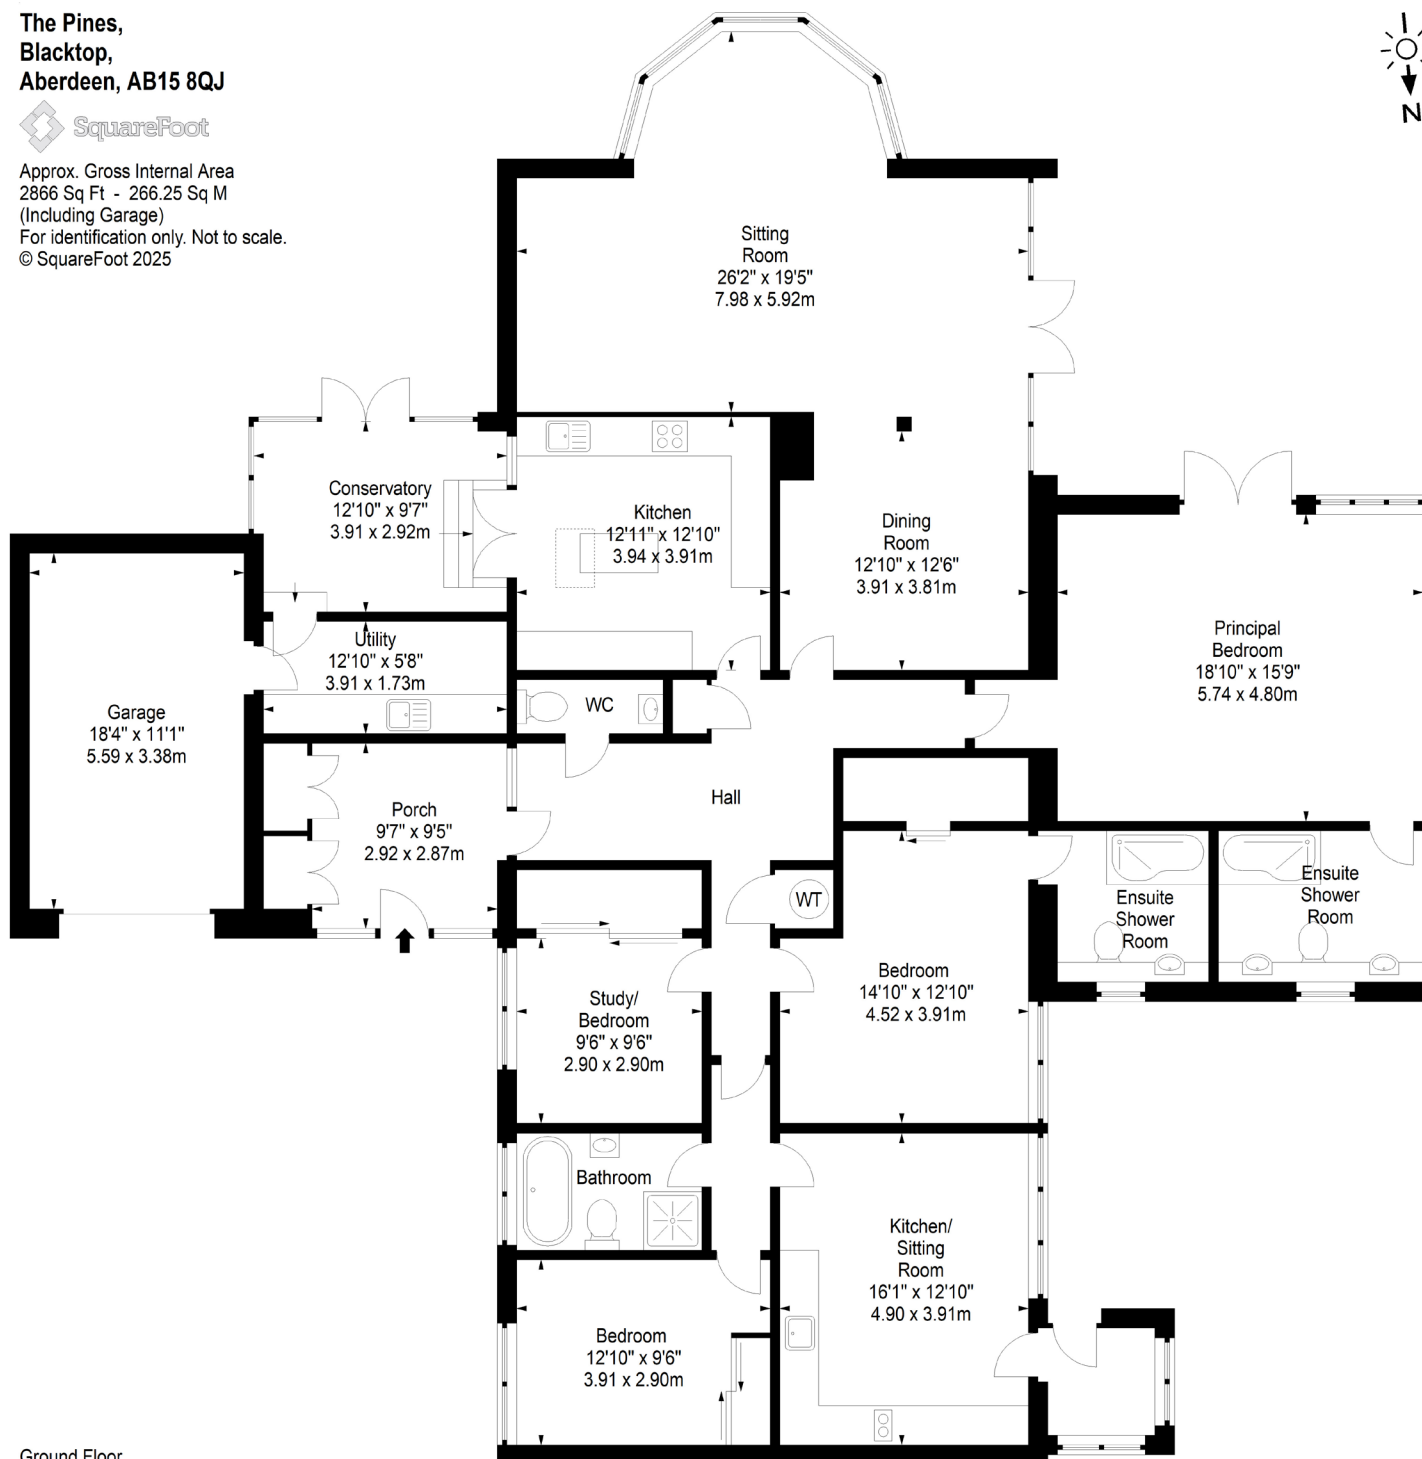 The Pines,
Blacktop,
Aberdeen, AB15 8QJ
SquareFoot
Approx. Gross Internal Area
2866 Sq Ft - 266.25 Sq M
(Including Garage)
For identification only. Not to scale.
© SquareFoot 2025
N
Sitting
Room
26'2" x 19'5"
7.98 x 5.92m
Conservatory
12'10" x 9'7"
3.91 x 2.92m
Kitchen
12'11" x 12'10"
3.94 x 3.91m
Dining
Room
12'10" x 12'6"
3.91 x 3.81m
Principal
Bedroom
18'10" x 15'9"
5.74 x 4.80m
Utility
12'10" x 5'8"
3.91 x 1.73m
WC
Garage
18'4" x 11'1"
5.59 x 3.38m
Porch
9'7" x 9'5"
2.92 x 2.87m
Hall
WT
Ensuite
Shower
Room
Ensuite
Shower
Room
Bedroom
14'10" x 12'10"
4.52 x 3.91m
Study/
Bedroom
9'6" x 9'6"
2.90 x 2.90m
Bathroom
Kitchen/
Sitting
Room
16'1" x 12'10"
4.90 x 3.91m
Bedroom
12'10" x 9'6"
3.91 x 2.90m
Ground Floor